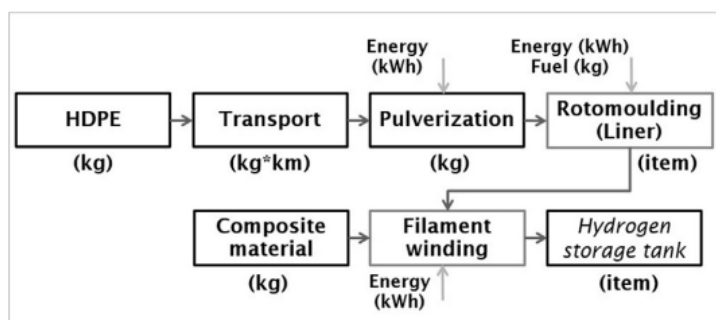 Energy
(kWh)
Energy (kWh)
Fuel (kg)
HDPE
Transport
Pulverization
Rotomoulding
(Liner)
(kg)
(kg*km)
(kg)
(item)
Composite
material
Filament
winding
Hydrogen
storage tank
(kg)
Energy
(kWh)
(item)